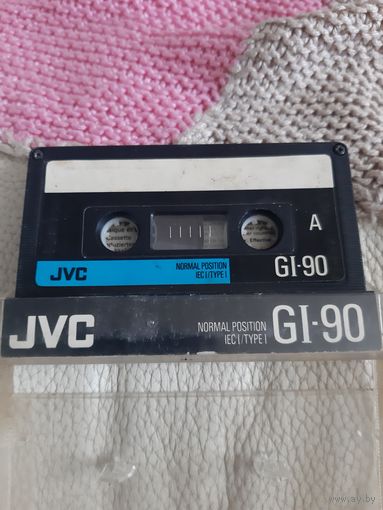 A
JVC
NORMAL POSITION
IEC I/TYPE I
GI-90
JVC
NORMAL POSITION
IEC I/TYPE I
GI-90
www.ay.by